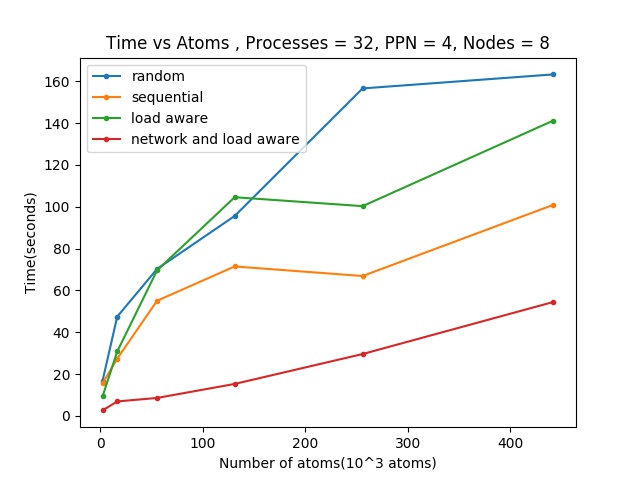 Time vs Atoms , Processes = 32, PPN = 4, Nodes = 8
random
sequential
load aware
network and load aware
160
140
120
100
80
60
40
20
0
Time(seconds)
0 100 200 300 400
Number of atoms(10^3 atoms)